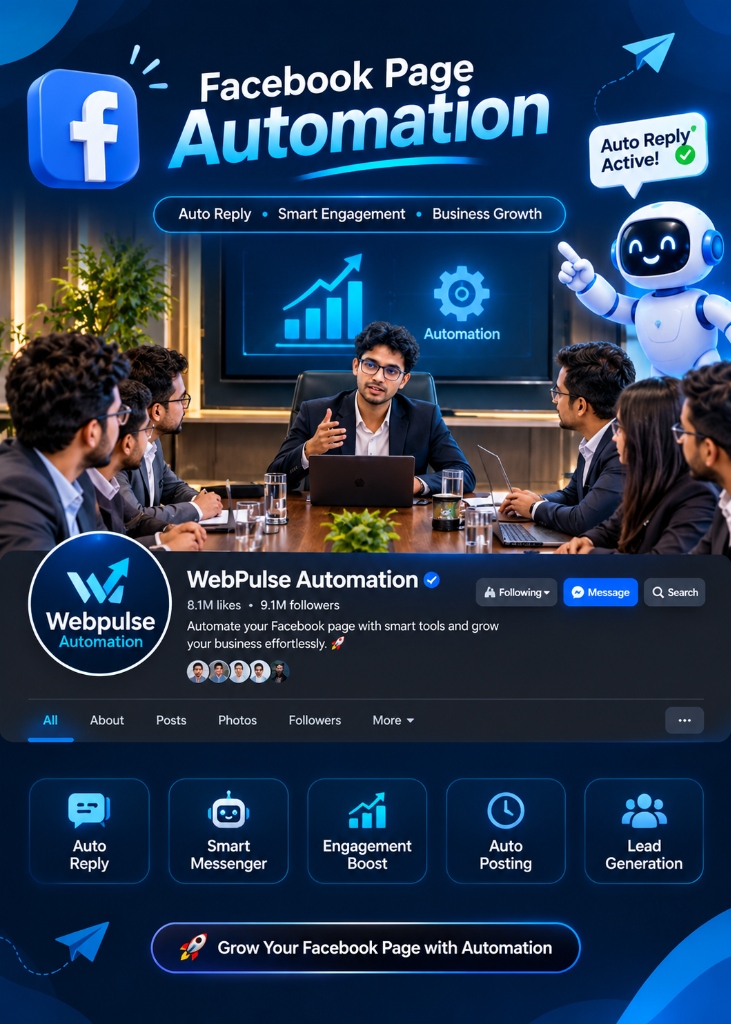 Facebook Page
Automation
Auto Reply
Active!
Auto Reply • Smart Engagement • Business Growth
Automation
Webpulse
Automation
WebPulse Automation
8.1M likes • 9.1M followers
Automate your Facebook page with smart tools and grow
your business effortlessly. 🚀
Following
Message
Search
All
About
Posts
Photos
Followers
More
Auto
Reply
Smart
Messenger
Engagement
Boost
Auto
Posting
Lead
Generation
🚀 Grow Your Facebook Page with Automation